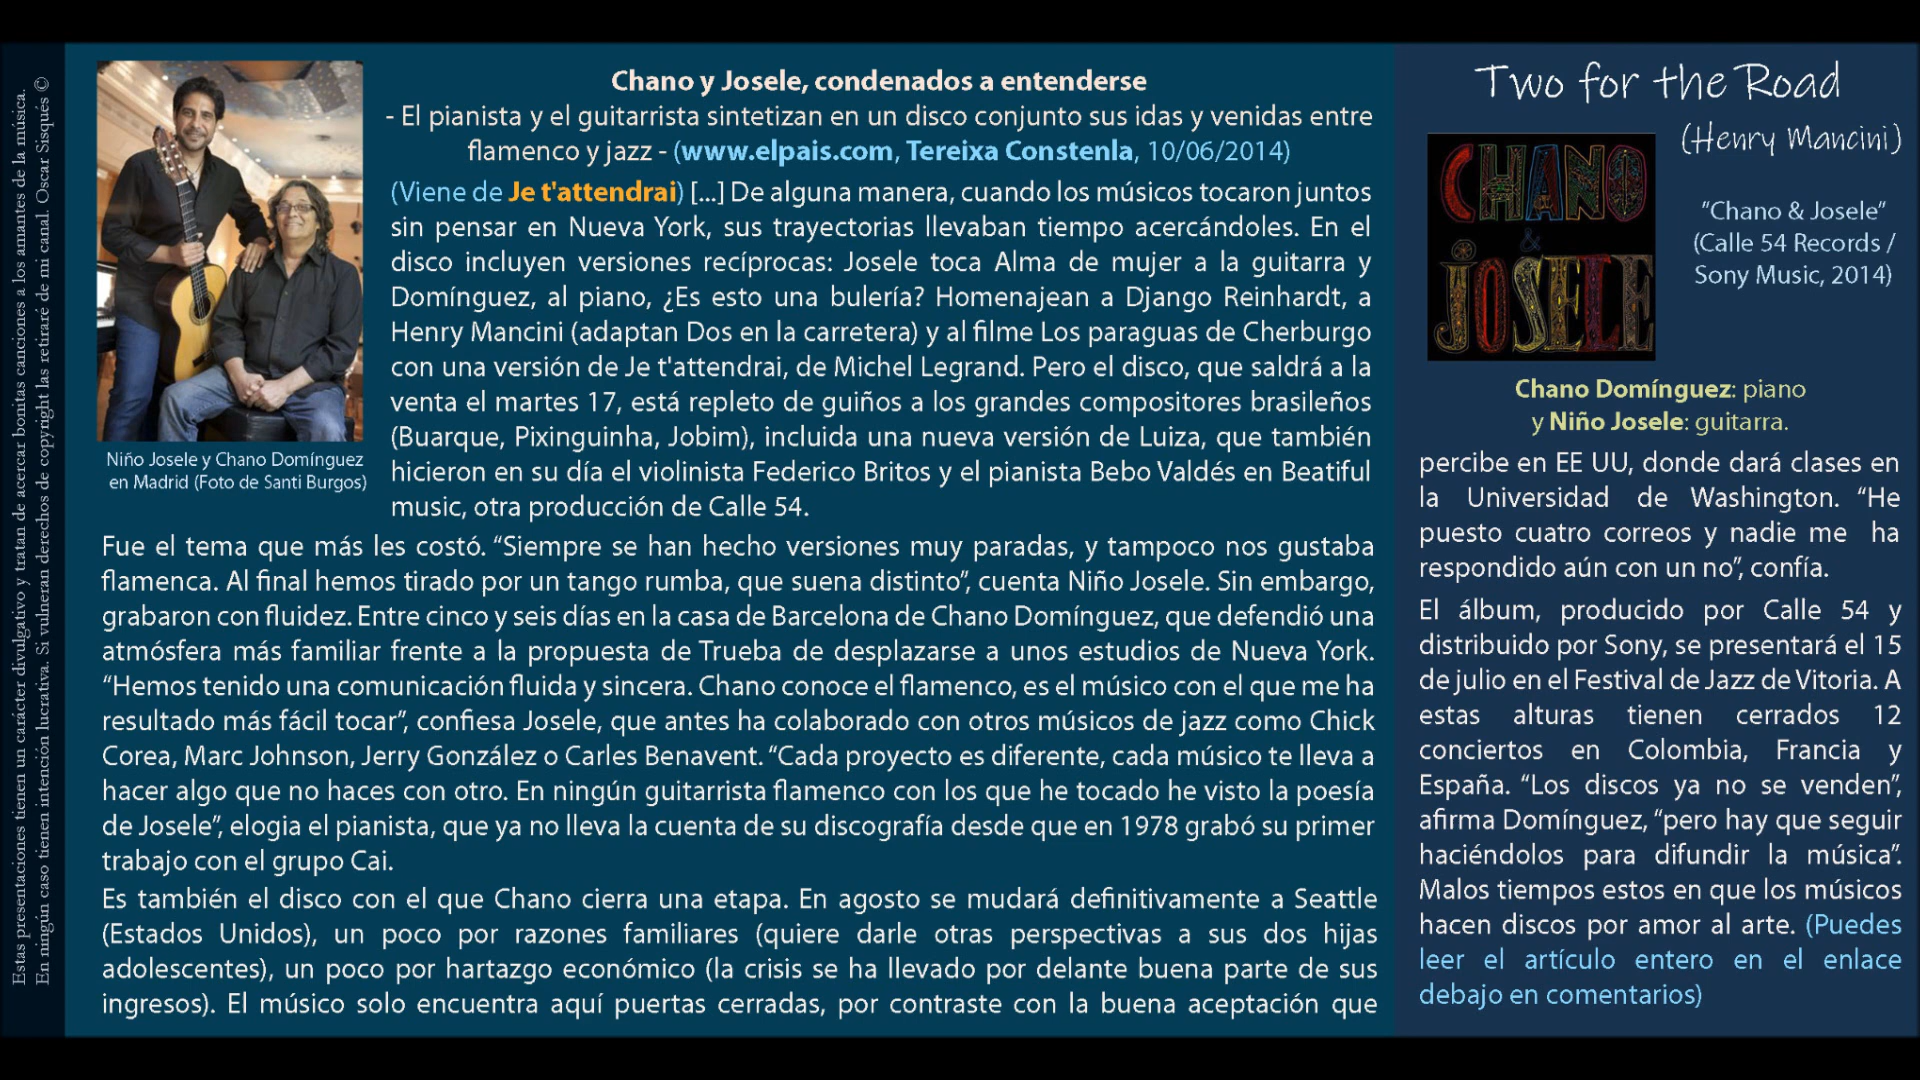 Estas presentaciones tienen un carácter divulgativo y tratan de acercar bonitas canciones a los amantes de la música.
En ningún caso tienen intención lucrativa. Si vulneran derechos de copyright las retiraré de mi canal. Oscar Sisqués ©
Niño Josele y Chano Domínguez
en Madrid (Foto de Santi Burgos)
Chano y Josele, condenados a entenderse
- El pianista y el guitarrista sintetizan en un disco conjunto sus idas y venidas entre
flamenco y jazz - (www.elpais.com, Tereixa Constenla, 10/06/2014)
(Viene de Je t'attendrai) [...] De alguna manera, cuando los músicos tocaron juntos
sin pensar en Nueva York, sus trayectorias llevaban tiempo acercándoles. En el
disco incluyen versiones recíprocas: Josele toca Alma de mujer a la guitarra y
Domínguez, al piano, ¿Es esto una bulería? Homenajean a Django Reinhardt, a
Henry Mancini (adaptan Dos en la carretera) y al filme Los paraguas de Cherburgo
con una versión de Je t'attendrai, de Michel Legrand. Pero el disco, que saldrá a la
venta el martes 17, está repleto de guiños a los grandes compositores brasileños
(Buarque, Pixinguinha, Jobim), incluida una nueva versión de Luiza, que también
hicieron en su día el violinista Federico Britos y el pianista Bebo Valdés en Beatiful
music, otra producción de Calle 54.
Fue el tema que más les costó. “Siempre se han hecho versiones muy paradas, y tampoco nos gustaba
flamenca. Al final hemos tirado por un tango rumba, que suena distinto”, cuenta Niño Josele. Sin embargo,
grabaron con fluidez. Entre cinco y seis días en la casa de Barcelona de Chano Domínguez, que defendió una
atmósfera más familiar frente a la propuesta de Trueba de desplazarse a unos estudios de Nueva York.
“Hemos tenido una comunicación fluida y sincera. Chano conoce el flamenco, es el músico con el que me ha
resultado más fácil tocar”, confiesa Josele, que antes ha colaborado con otros músicos de jazz como Chick
Corea, Marc Johnson, Jerry González o Carles Benavent. “Cada proyecto es diferente, cada músico te lleva a
hacer algo que no haces con otro. En ningún guitarrista flamenco con los que he tocado he visto la poesía
de Josele”, elogia el pianista, que ya no lleva la cuenta de su discografía desde que en 1978 grabó su primer
trabajo con el grupo Cai.
Es también el disco con el que Chano cierra una etapa. En agosto se mudará definitivamente a Seattle
(Estados Unidos), un poco por razones familiares (quiere darle otras perspectivas a sus dos hijas
adolescentes), un poco por hartazgo económico (la crisis se ha llevado por delante buena parte de sus
ingresos). El músico solo encuentra aquí puertas cerradas, por contraste con la buena aceptación que
Two for the Road
(Henry Mancini)
CHANO
&
JOSELE
"Chano & Josele"
(Calle 54 Records /
Sony Music, 2014)
Chano Domínguez: piano
y Niño Josele: guitarra.
percibe en EE UU, donde dará clases en
la Universidad de Washington. “He
puesto cuatro correos y nadie me ha
respondido aún con un no”, confía.
El álbum, producido por Calle 54 y
distribuido por Sony, se presentará el 15
de julio en el Festival de Jazz de Vitoria. A
estas alturas tienen cerrados 12
conciertos en Colombia, Francia y
España. “Los discos ya no se venden”,
afirma Domínguez, “pero hay que seguir
haciéndolos para difundir la música”.
Malos tiempos estos en que los músicos
hacen discos por amor al arte. (Puedes
leer el artículo entero en el enlace
debajo en comentarios)